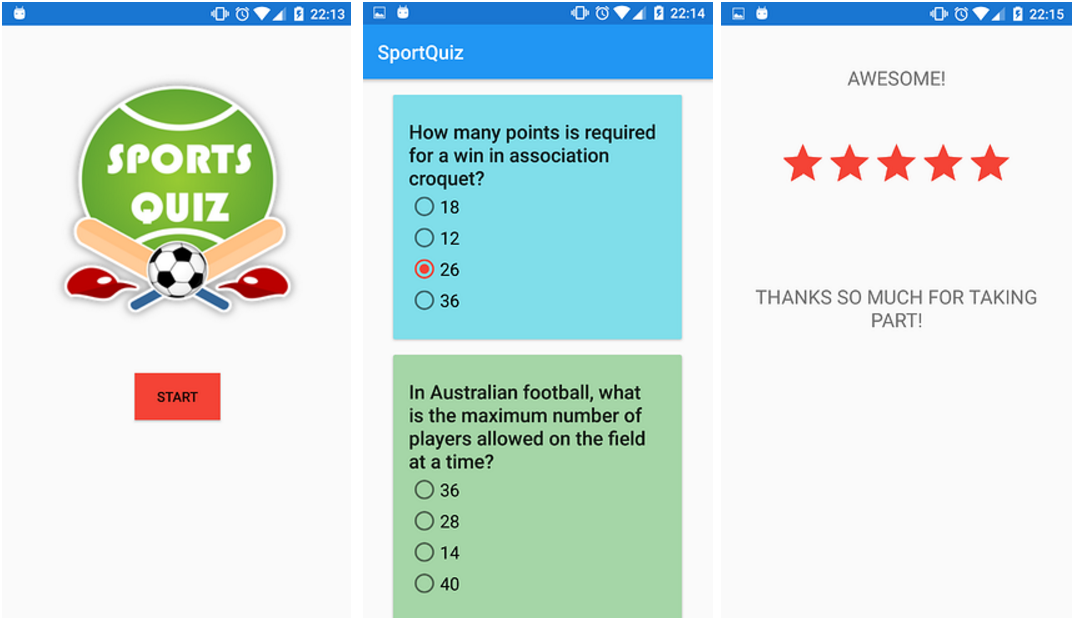 22:13
SPORTS
QUIZ
START
22:14
SportQuiz
How many points is required
for a win in association
croquet?
18
12
26
36
In Australian football, what
is the maximum number of
players allowed on the field
at a time?
36
28
14
40
22:15
AWESOME!
THANKS SO MUCH FOR TAKING
PART!